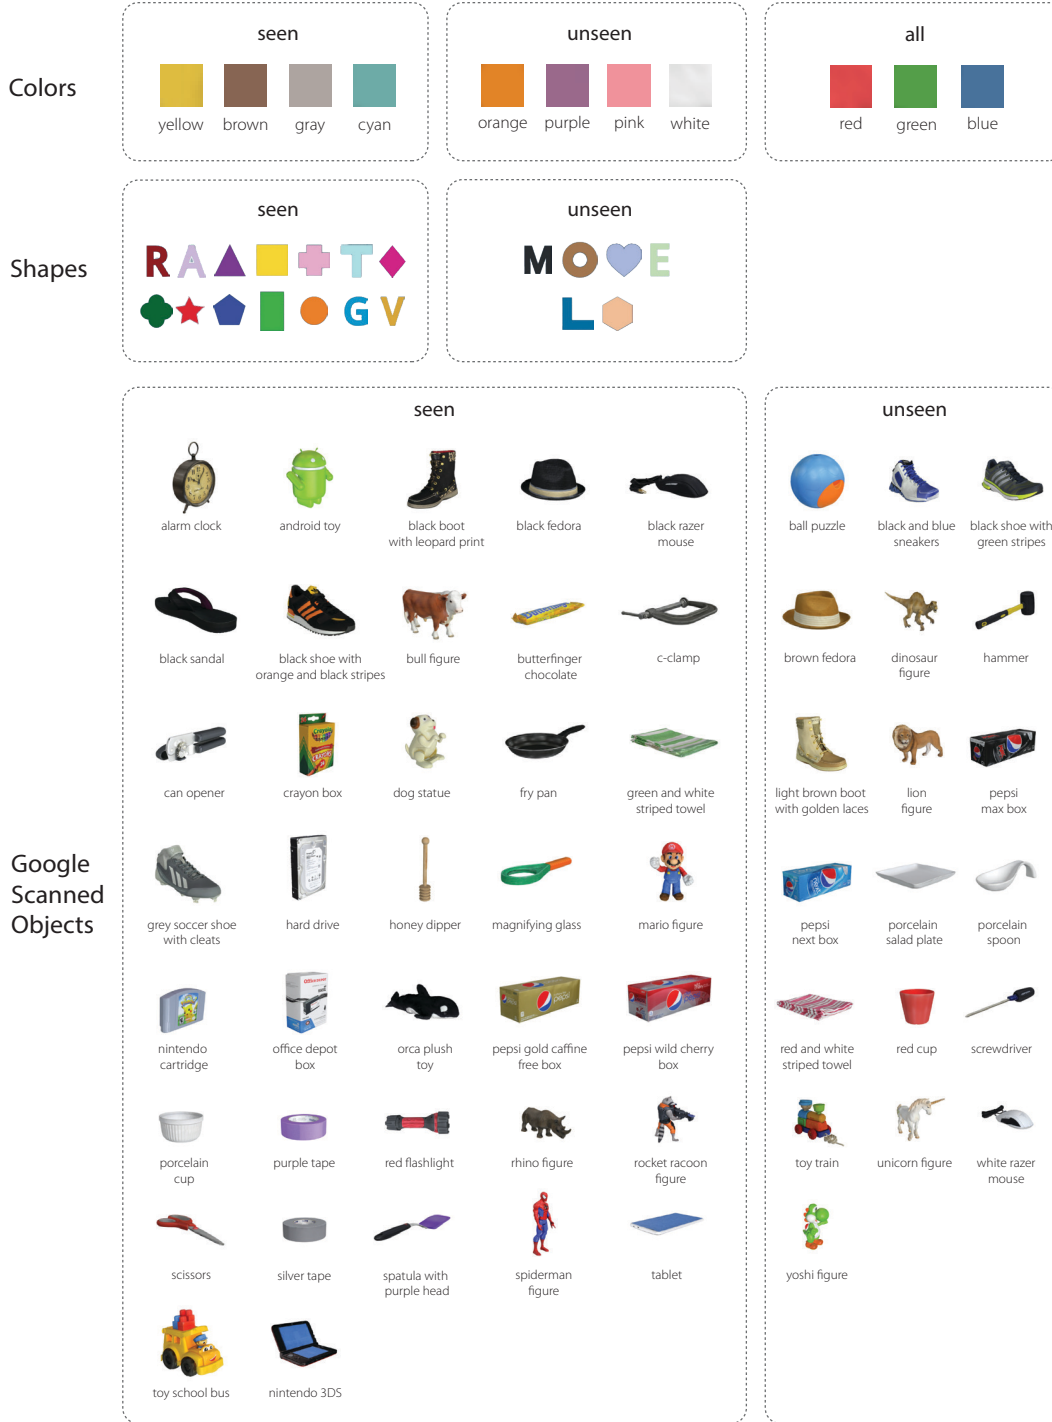 seen
unseen
all
Colors
yellow
brown
gray
cyan
orange
purple
pink
white
red
green
blue
Shapes
seen
unseen
R A T
G V
M E
L
Google
Scanned
Objects
seen
unseen
alarm clock
android toy
black boot
with leopard print
black fedora
black razer
mouse
ball puzzle
black and blue
sneakers
black shoe with
green stripes
black sandal
black shoe with
orange and black stripes
bull figure
butterfinger
chocolate
c-clamp
brown fedora
dinosaur
figure
hammer
can opener
crayon box
dog statue
fry pan
green and white
striped towel
light brown boot
with golden laces
lion
figure
pepsi
max box
grey soccer shoe
with cleats
hard drive
honey dipper
magnifying glass
mario figure
pepsi
next box
porcelain
salad plate
porcelain
spoon
nintendo
cartridge
office depot
box
orca plush
toy
pepsi gold caffine
free box
pepsi wild cherry
box
red and white
striped towel
red cup
screwdriver
porcelain
cup
purple tape
red flashlight
rhino figure
rocket racoon
figure
toy train
unicorn figure
white razer
mouse
scissors
silver tape
spatula with
purple head
spiderman
figure
tablet
yoshi figure
toy school bus
nintendo 3DS